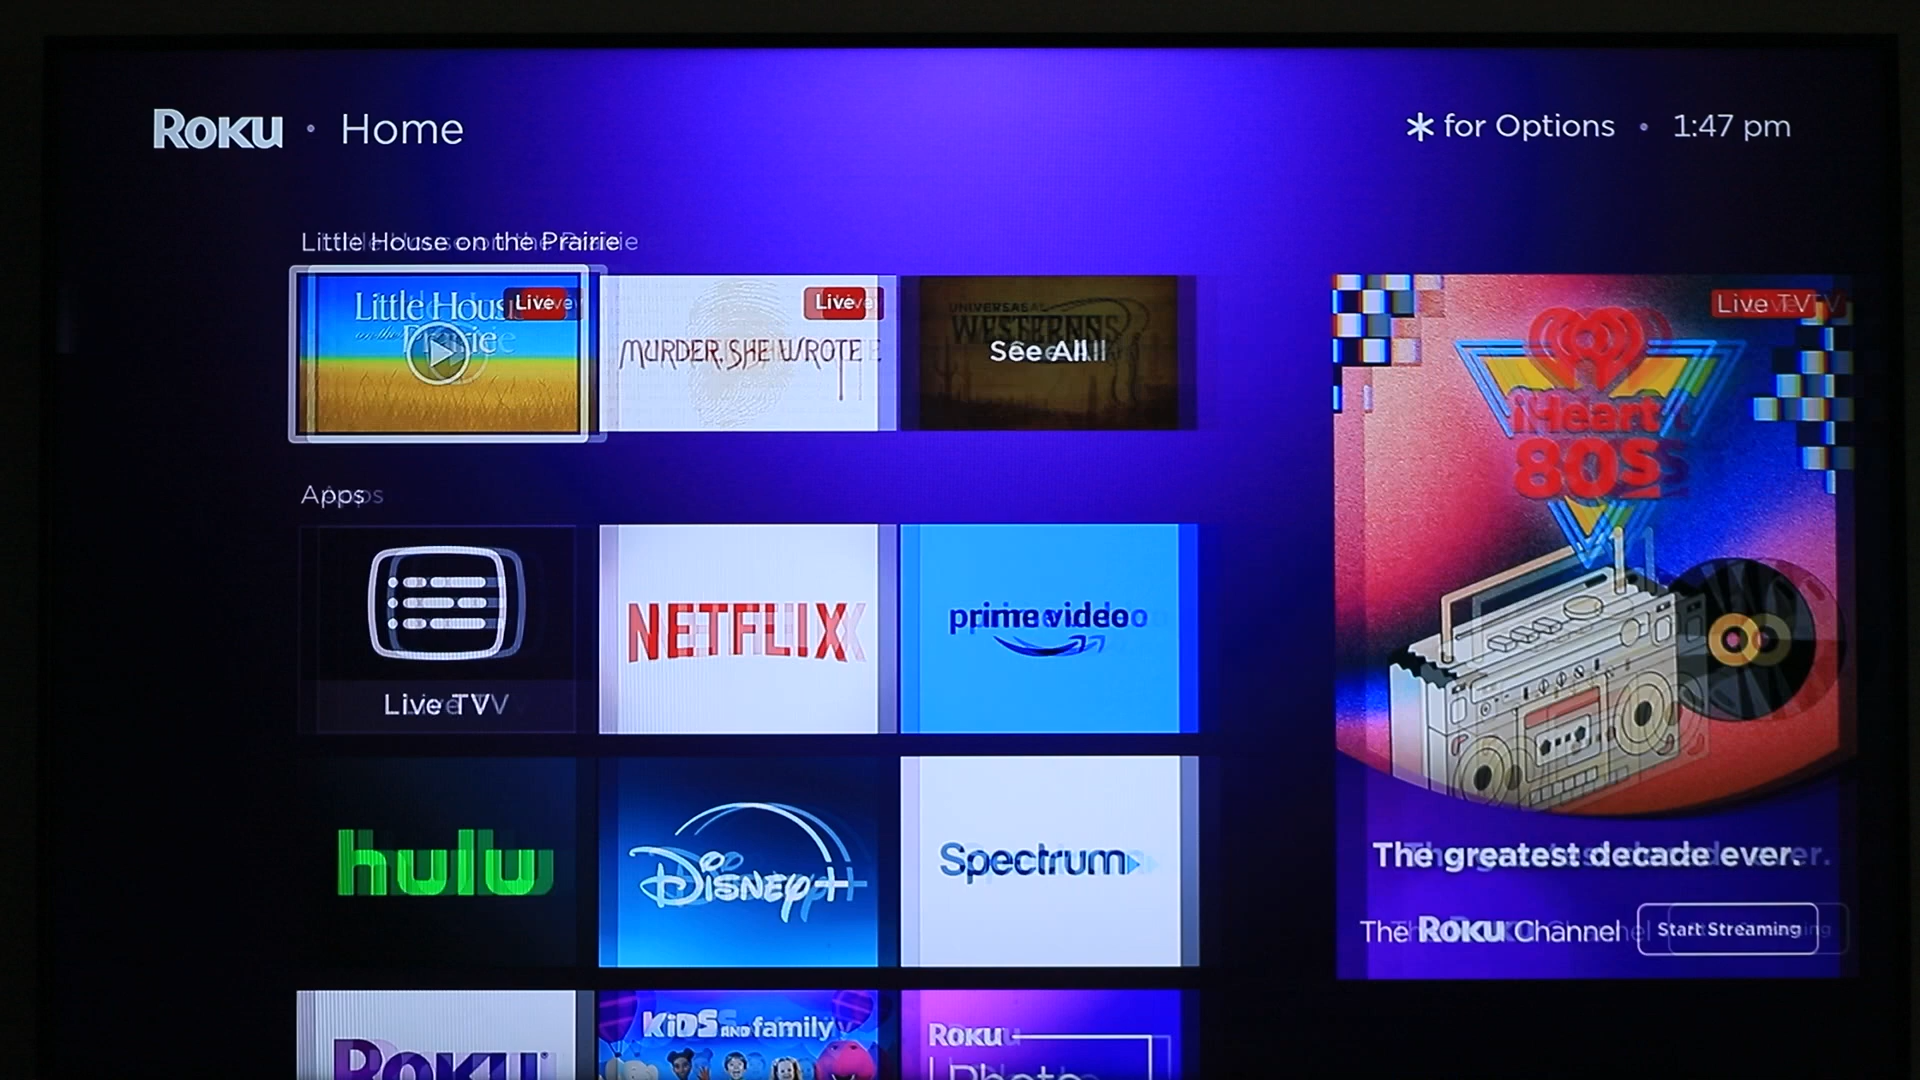 Roku • Home
* for Options • 1:47 pm
Little House on the Prairie
Little House
on the
Prairie
Live
MURDER, SHE WROTE
Live
UNIVERSAL
WESTERNS
See All
Live TV
iHeart
80s
The greatest decade ever.
The Roku Channel
Start Streaming
Apps
Live TV
NETFLIX
prime video
hulu
Disney+
Spectrum
Roku
KiDS AND family
Roku
Photo